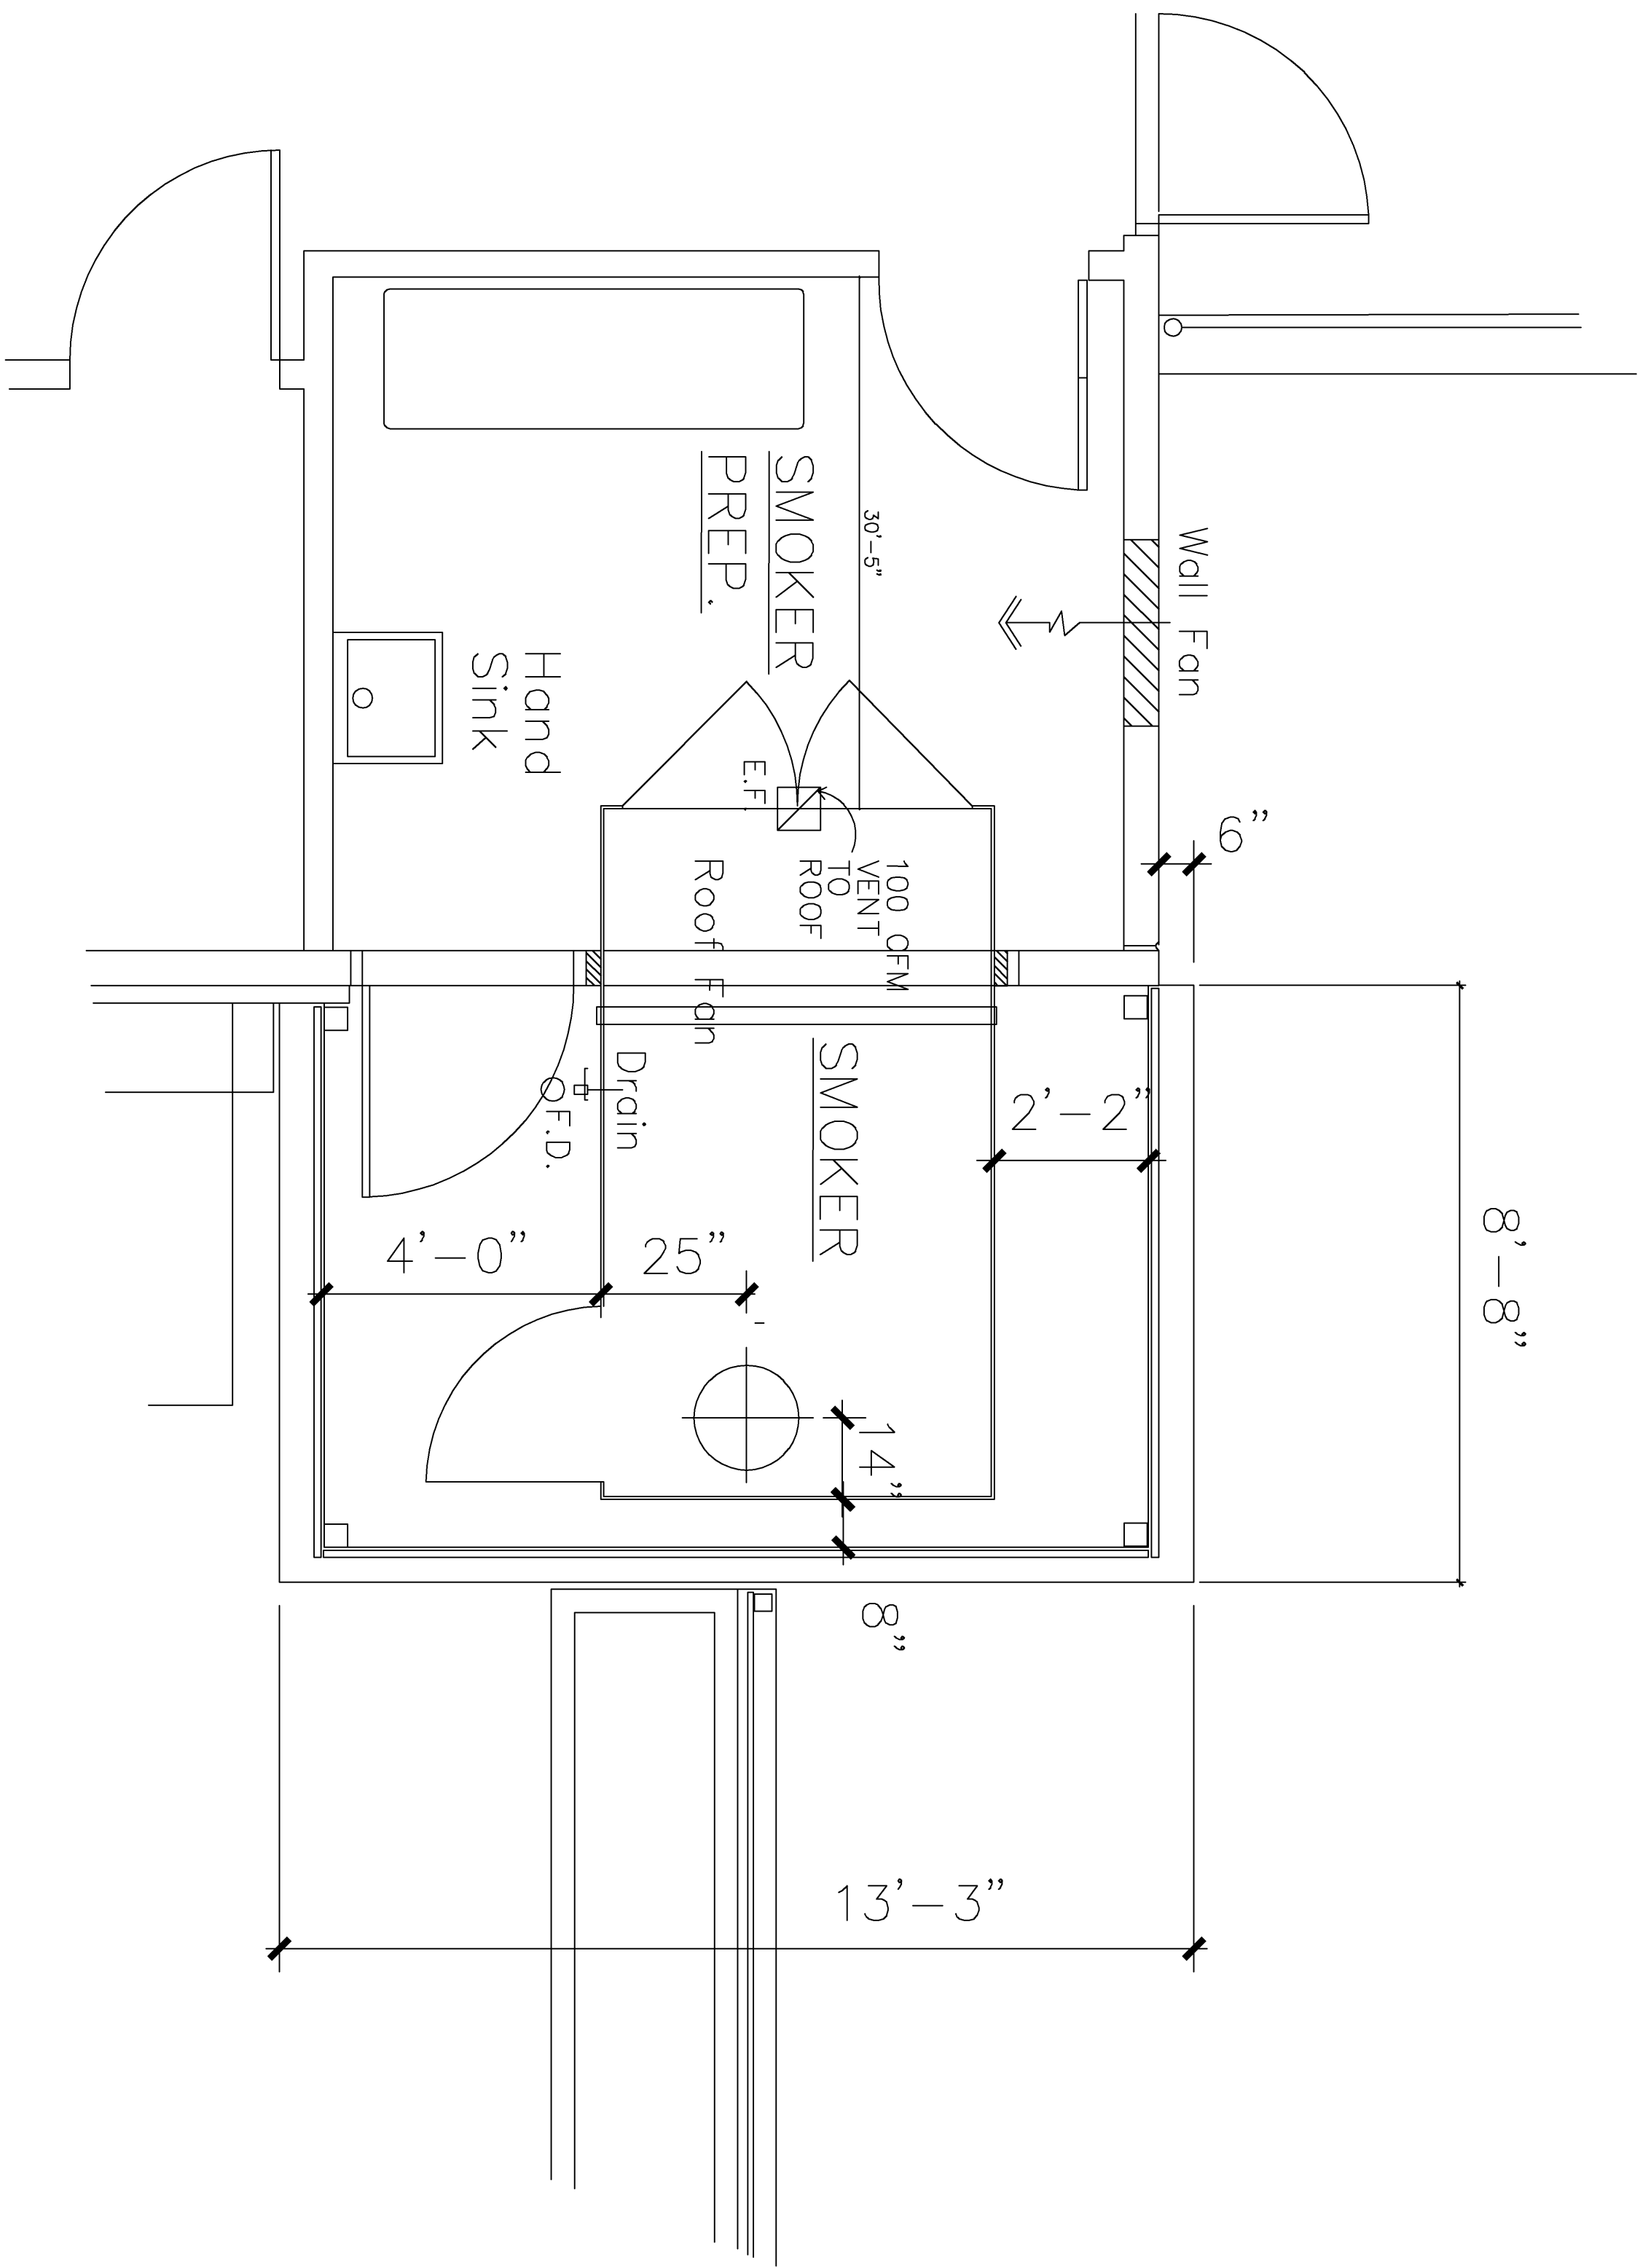 Wall Fan
6”
8'-8”
30'-5”
SMOKER
PREP.
Hand
Sink
E.F.
100 CFM
VENT
TO
ROOF
Roof Fan
SMOKER
2'-2”
Drain
F.D.
4'-0”
25”
14”
8”
13'-3”